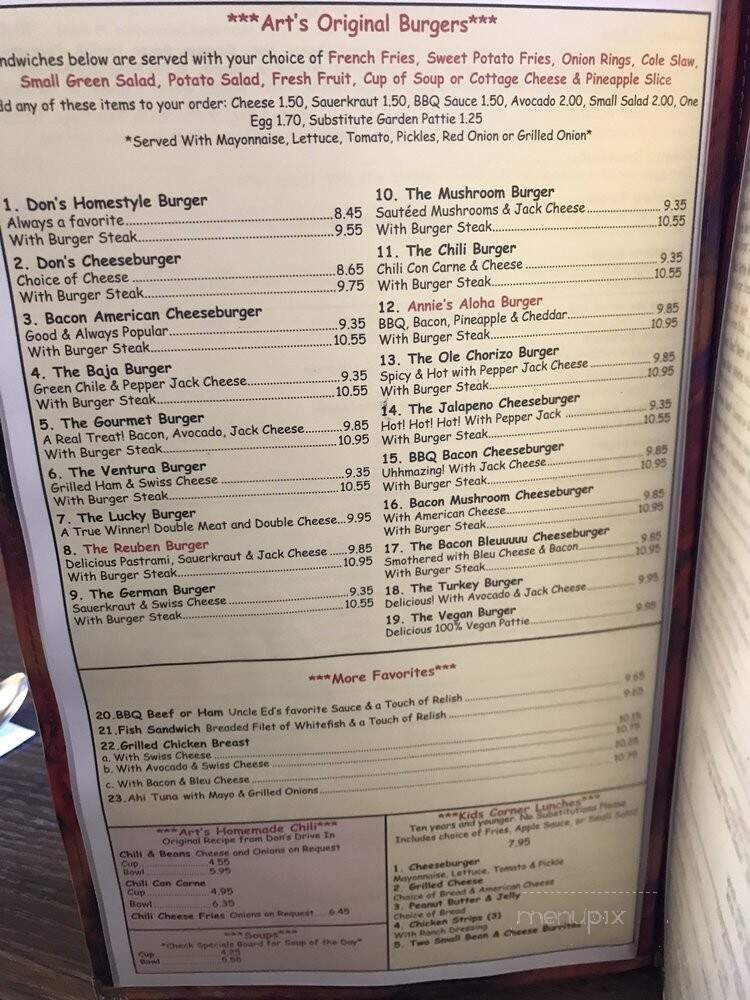 ***Art's Original Burgers***
ndwiches below are served with your choice of French Fries, Sweet Potato Fries, Onion Rings, Cole Slaw,
Small Green Salad, Potato Salad, Fresh Fruit, Cup of Soup or Cottage Cheese & Pineapple Slice
dd any of these items to your order: Cheese 1.50, Sauerkraut 1.50, BBQ Sauce 1.50, Avocado 2.00, Small Salad 2.00, One
Egg 1.70, Substitute Garden Pattie 1.25
*Served With Mayonnaise, Lettuce, Tomato, Pickles, Red Onion or Grilled Onion*
1. Don's Homestyle Burger
Always a favorite 8.45
With Burger Steak 9.55
2. Don's Cheeseburger
Choice of Cheese 8.65
With Burger Steak 9.75
3. Bacon American Cheeseburger
Good & Always Popular 9.35
With Burger Steak 10.55
4. The Baja Burger
Green Chile & Pepper Jack Cheese 9.35
With Burger Steak 10.55
5. The Gourmet Burger
A Real Treat! Bacon, Avocado, Jack Cheese 9.85
With Burger Steak 10.95
6. The Ventura Burger
Grilled Ham & Swiss Cheese 9.35
With Burger Steak 10.55
7. The Lucky Burger
A True Winner! Double Meat and Double Cheese...9.95
8. The Reuben Burger
Delicious Pastrami, Sauerkraut & Jack Cheese 9.85
With Burger Steak 10.95
9. The German Burger
Sauerkraut & Swiss Cheese 9.35
With Burger Steak 10.55
10. The Mushroom Burger
Sautéed Mushrooms & Jack Cheese 9.35
With Burger Steak 10.55
11. The Chili Burger
Chili Con Carne & Cheese 9.35
With Burger Steak 10.55
12. Annie's Aloha Burger
BBQ, Bacon, Pineapple & Cheddar 9.85
With Burger Steak 10.95
13. The Ole Chorizo Burger
Spicy & Hot with Pepper Jack Cheese 9.85
With Burger Steak 10.95
14. The Jalapeno Cheeseburger
Hot! Hot! Hot! With Pepper Jack 9.35
With Burger Steak 10.55
15. BBQ Bacon Cheeseburger
Uhhmazing! With Jack Cheese 9.85
With Burger Steak 10.95
16. Bacon Mushroom Cheeseburger
With American Cheese 9.85
With Burger Steak 10.95
17. The Bacon Bleuuuuu Cheeseburger
Smothered with Bleu Cheese & Bacon 9.85
With Burger Steak 10.95
18. The Turkey Burger
Delicious! With Avocado & Jack Cheese 9.95
19. The Vegan Burger
Delicious 100% Vegan Pattie 9.95
***More Favorites***
20.BBQ Beef or Ham Uncle Ed's favorite Sauce & a Touch of Relish 9.65
21.Fish Sandwich Breaded Filet of Whitefish & a Touch of Relish 9.65
22.Grilled Chicken Breast
a. With Swiss Cheese
b. With Avocado & Swiss Cheese
c. With Bacon & Bleu Cheese
23.Ahi Tuna with Mayo & Grilled Onions
***Art's Homemade Chili***
Original Recipe from Don's Drive In
Chili & Beans Cheese and Onions on Request
Cup 4.55
Bowl 5.95
Chili Con Carne
Cup 4.95
Bowl 6.35
Chili Cheese Fries Onions on Request 6.45
***Soups***
*Check Specials Board for Soup of the Day*
Cup 4.25
Bowl 5.55
***Kids Corner Lunches***
Ten years and younger. No Substitutions Please
Includes choice of Fries, Apple Sauce, or Small Salad
7.95
1. Cheeseburger
Mayonnaise, Lettuce, Tomato & Pickle
2. Grilled Cheese
Choice of Bread & American Cheese
3. Peanut Butter & Jelly
Choice of Bread
4. Chicken Strips (3)
With Ranch Dressing
5. Two Small Bean & Cheese Burritos
menupix